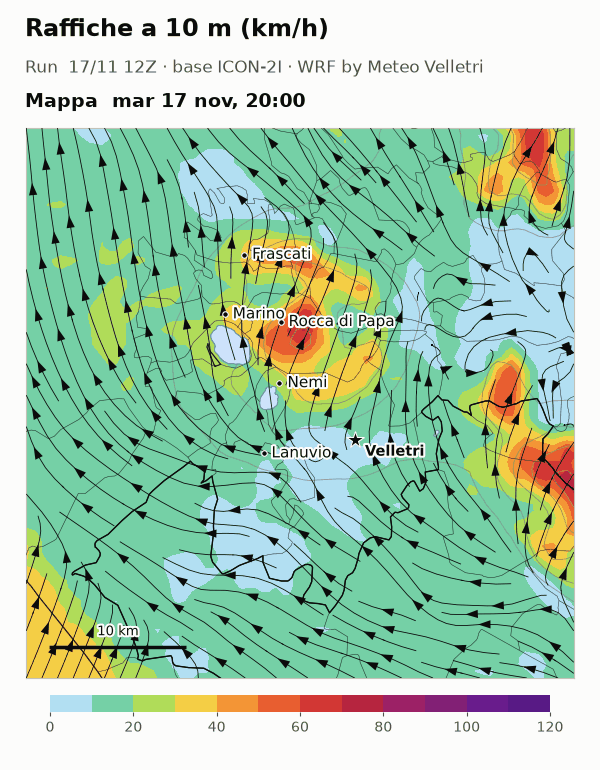 Raffiche a 10 m (km/h)
Run  17/11 12Z · base ICON-2I · WRF by Meteo Velletri
Mappa  mar 17 nov, 20:00
Frascati
Marino
Rocca di Papa
Nemi
Velletri
Lanuvio
10 km
0 20 40 60 80 100 120